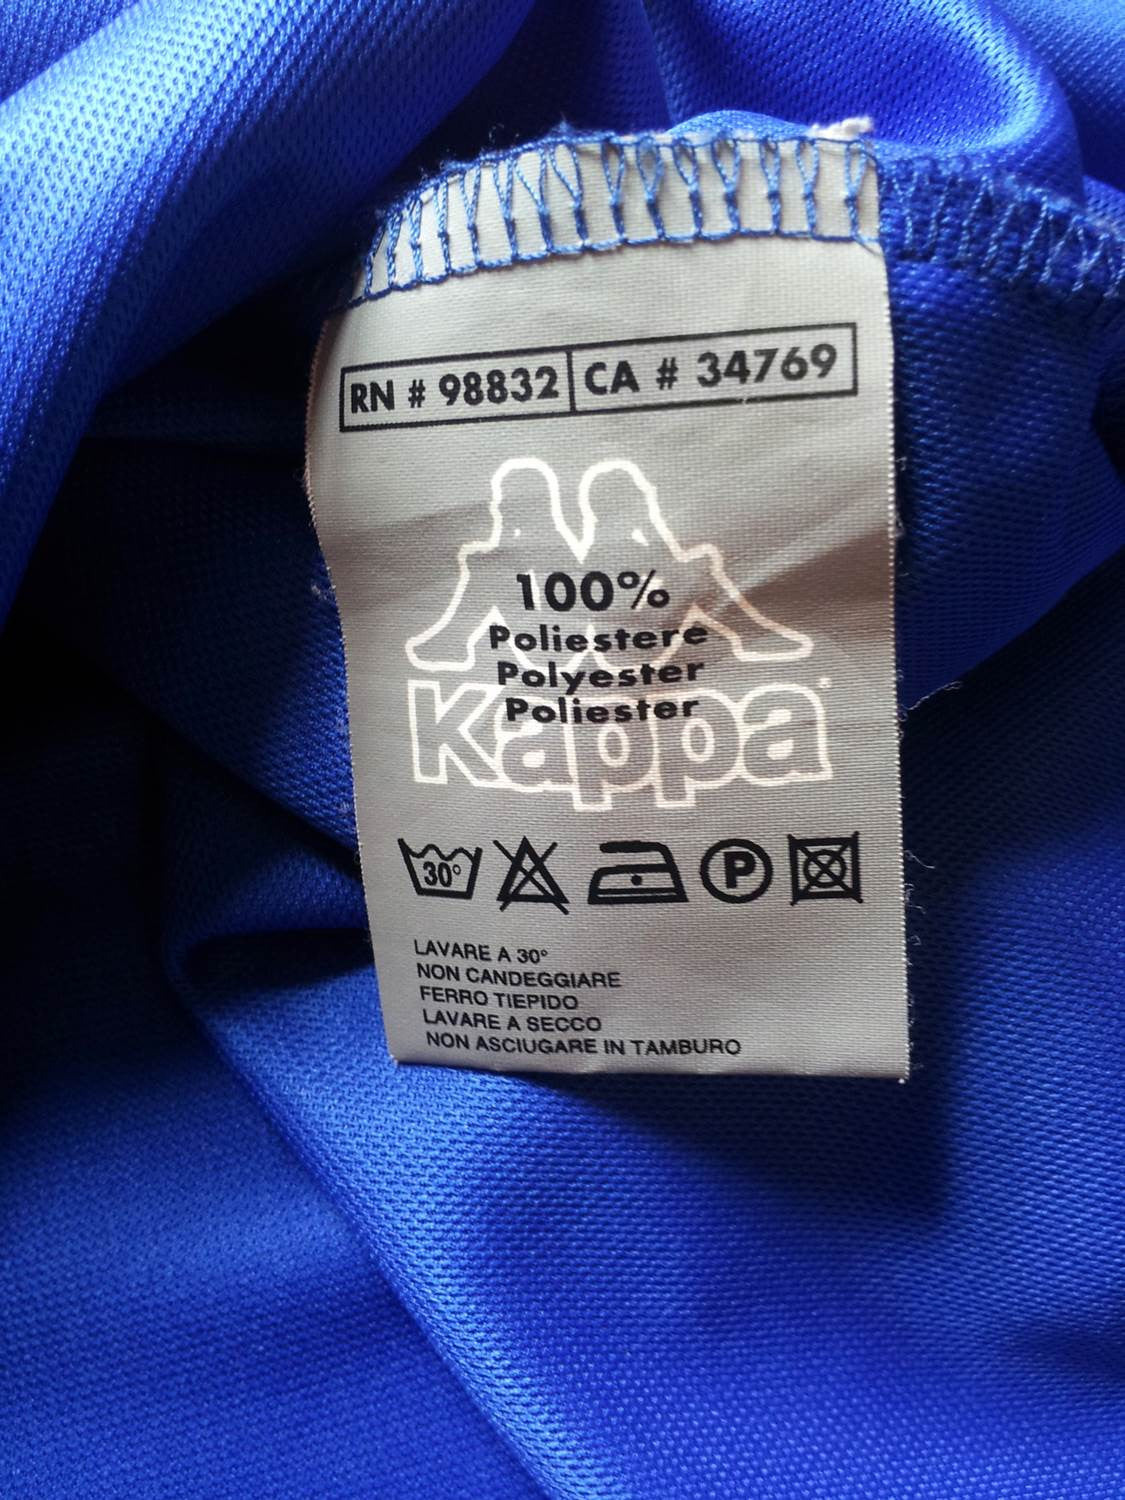 RN # 98832 CA # 34769
100%
Poliestere
Polyester
Poliester
Kappa
30°
P
LAVARE A 30°
NON CANDEGGIARE
FERRO TIEPIDO
LAVARE A SECCO
NON ASCIUGARE IN TAMBURO